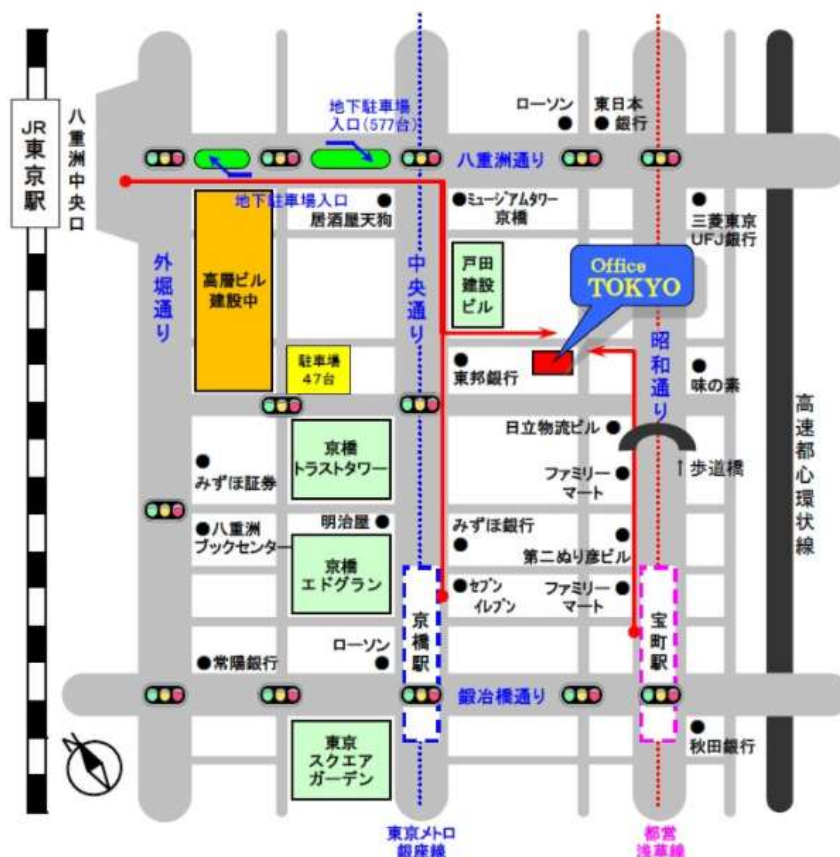 地下駐車場
入口(577台)
ローソン
東日本
銀行
JR
東京駅
八重洲中央口
八重洲通り
地下駐車場入口
居酒屋天狗
ミュージアムタワー
京橋
三菱東京
UFJ銀行
外堀通り
高層ビル
建設中
中央通り
戸田
建設
ビル
Office
TOKYO
昭和通り
駐車場
47台
東邦銀行
味の素
高速都心環状線
日立物流ビル
京橋
トラストタワー
みずほ証券
ファミリー
マート
↑歩道橋
八重洲
ブックセンター
明治屋
みずほ銀行
第二ぬり彦ビル
京橋
エドグラン
セブン
イレブン
ファミリー
マート
京橋駅
宝町駅
常陽銀行
ローソン
鍛冶橋通り
東京
スクエア
ガーデン
秋田銀行
東京メトロ
銀座線
都営
浅草線